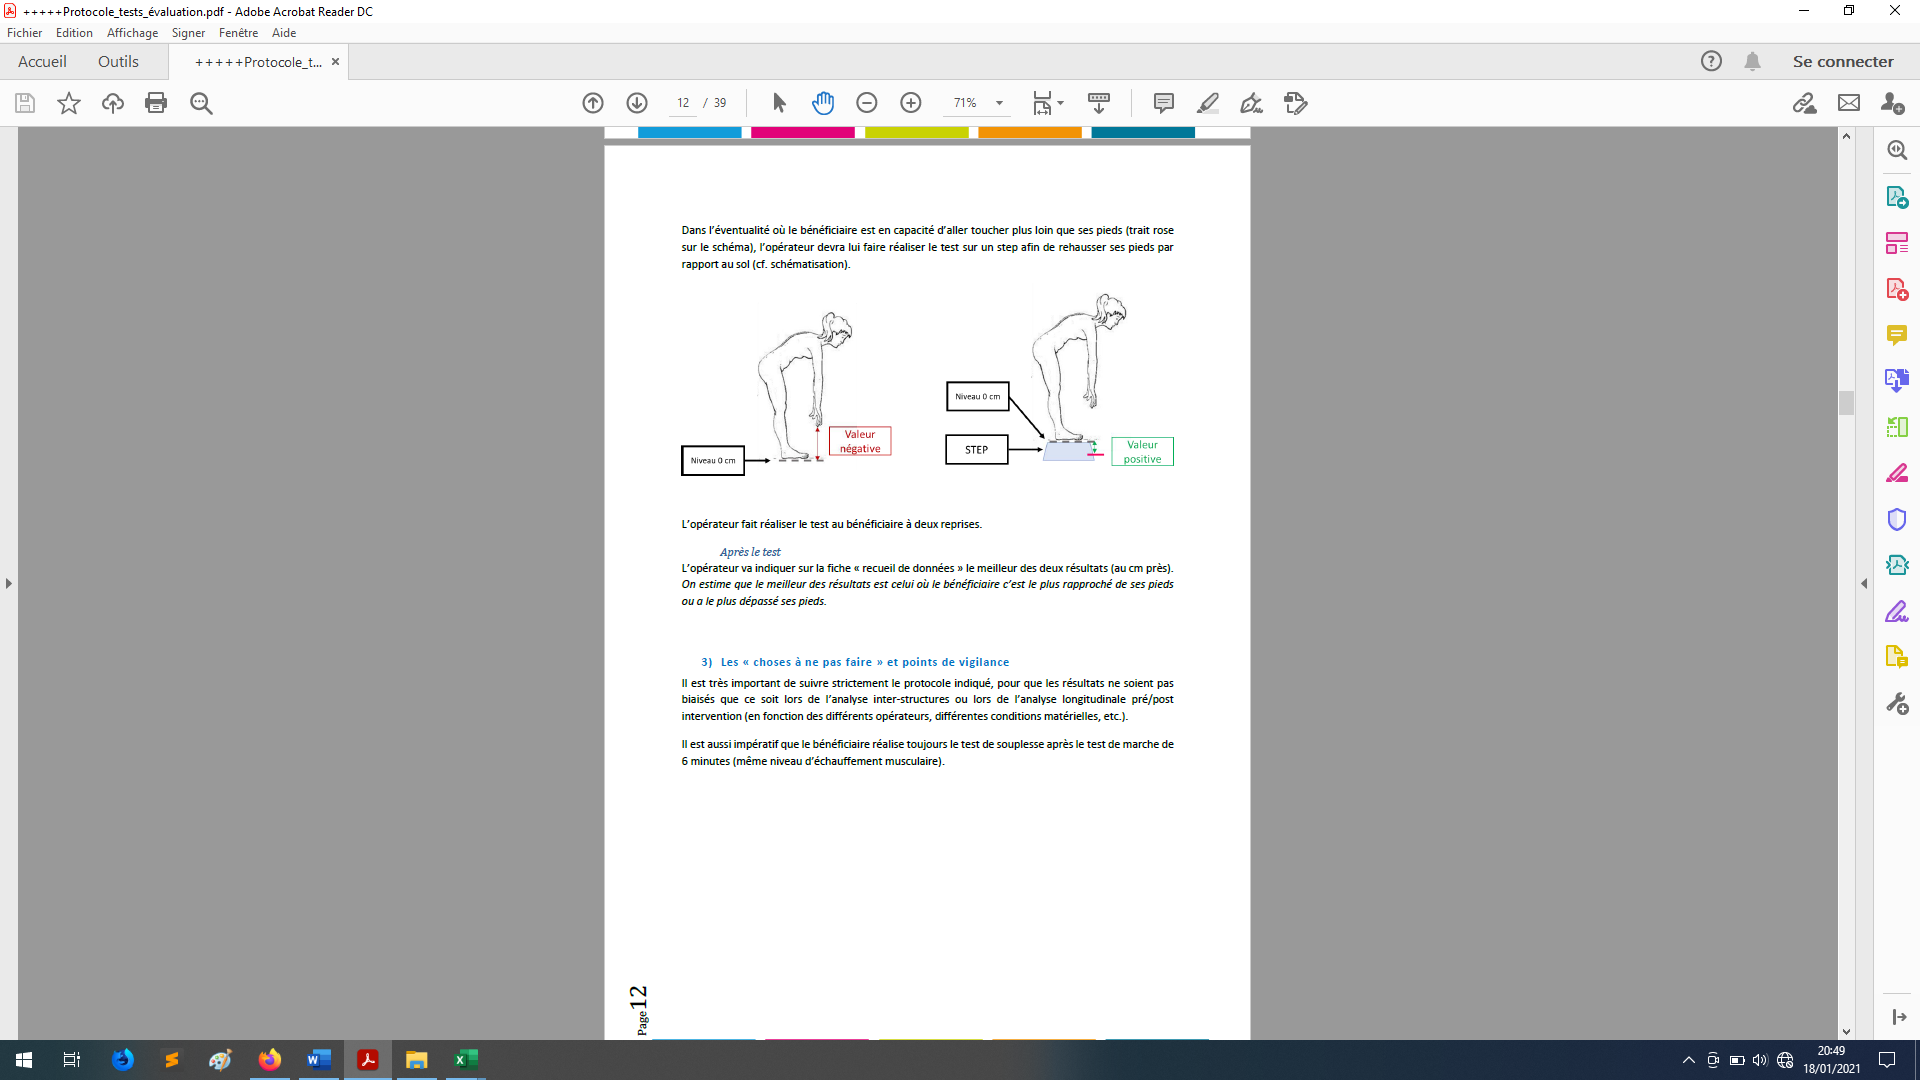 +++++Protocole_tests_évaluation.pdf - Adobe Acrobat Reader DC
Fichier Edition Affichage Signer Fenêtre Aide
Accueil Outils +++++Protocole_t... × Se connecter
12 / 39 71%
Dans l’éventualité où le bénéficiaire est en capacité d’aller toucher plus loin que ses pieds (trait rose
sur le schéma), l’opérateur devra lui faire réaliser le test sur un step afin de rehausser ses pieds par
rapport au sol (cf. schématisation).
Niveau 0 cm
Valeur
négative
Niveau 0 cm
STEP
Valeur
positive
L’opérateur fait réaliser le test au bénéficiaire à deux reprises.
Après le test
L’opérateur va indiquer sur la fiche « recueil de données » le meilleur des deux résultats (au cm près).
On estime que le meilleur des résultats est celui où le bénéficiaire c’est le plus rapproché de ses pieds
ou a le plus dépassé ses pieds.
3) Les « choses à ne pas faire » et points de vigilance
Il est très important de suivre strictement le protocole indiqué, pour que les résultats ne soient pas
biaisés que ce soit lors de l’analyse inter-structures ou lors de l’analyse longitudinale pré/post
intervention (en fonction des différents opérateurs, différentes conditions matérielles, etc.).
Il est aussi impératif que le bénéficiaire réalise toujours le test de souplesse après le test de marche de
6 minutes (même niveau d’échauffement musculaire).
Page 12
20:49
18/01/2021